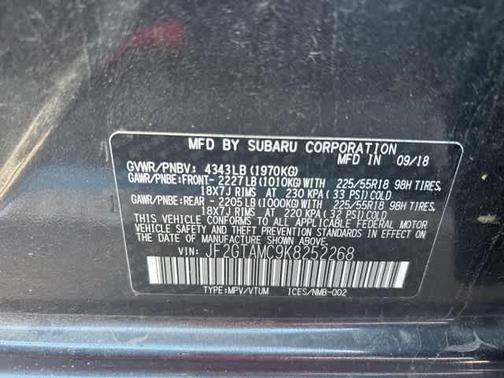 MFD BY SUBARU CORPORATION
MFD IN 09/18
GVWR/PNBV: 4343LB(1970KG)
GAWR/PNBE:FRONT-2227LB(1010KG)WITH 225/55R18 98H TIRES,
18X7J RIMS AT 230 KPA(33 PSI)COLD
GAWR/PNBE:REAR -2205LB(1000KG)WITH 225/55R18 98H TIRES,
18X7J RIMS AT 220 KPA(32 PSI)COLD
THIS VEHICLE CONFORMS TO ALL APPLICABLE FEDERAL MOTOR
VEHICLE SAFETY AND THEFT PREVENTION STANDARDS IN EFFECT
ON THE DATE OF MANUFACTURE SHOWN ABOVE.
VIN: JF2GTAMC9K8252268
TYPE:MPV/VTUM ICES/NMB-002